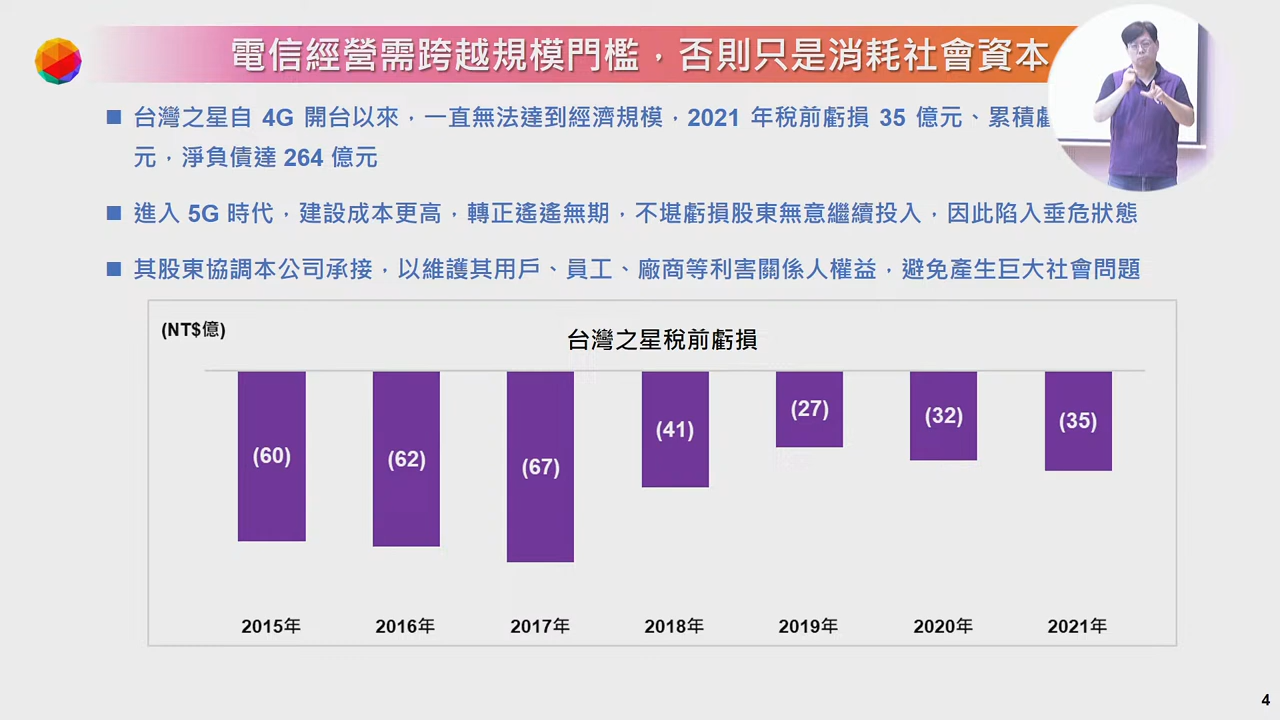 電信經營需跨越規模門檻，否則只是消耗社會資本
台灣之星自 4G 開台以來，一直無法達到經濟規模，2021 年稅前虧損 35 億元、累積
元，淨負債達 264 億元
進入 5G 時代，建設成本更高，轉正遙遙無期，不堪虧損股東無意繼續投入，因此陷入垂危狀態
其股東協調本公司承接，以維護其用戶、員工、廠商等利害關係人權益，避免產生巨大社會問題
(NT$億)
台灣之星稅前虧損
(60)
(62)
(67)
(41)
(27)
(32)
(35)
2015年
2016年
2017年
2018年
2019年
2020年
2021年
4